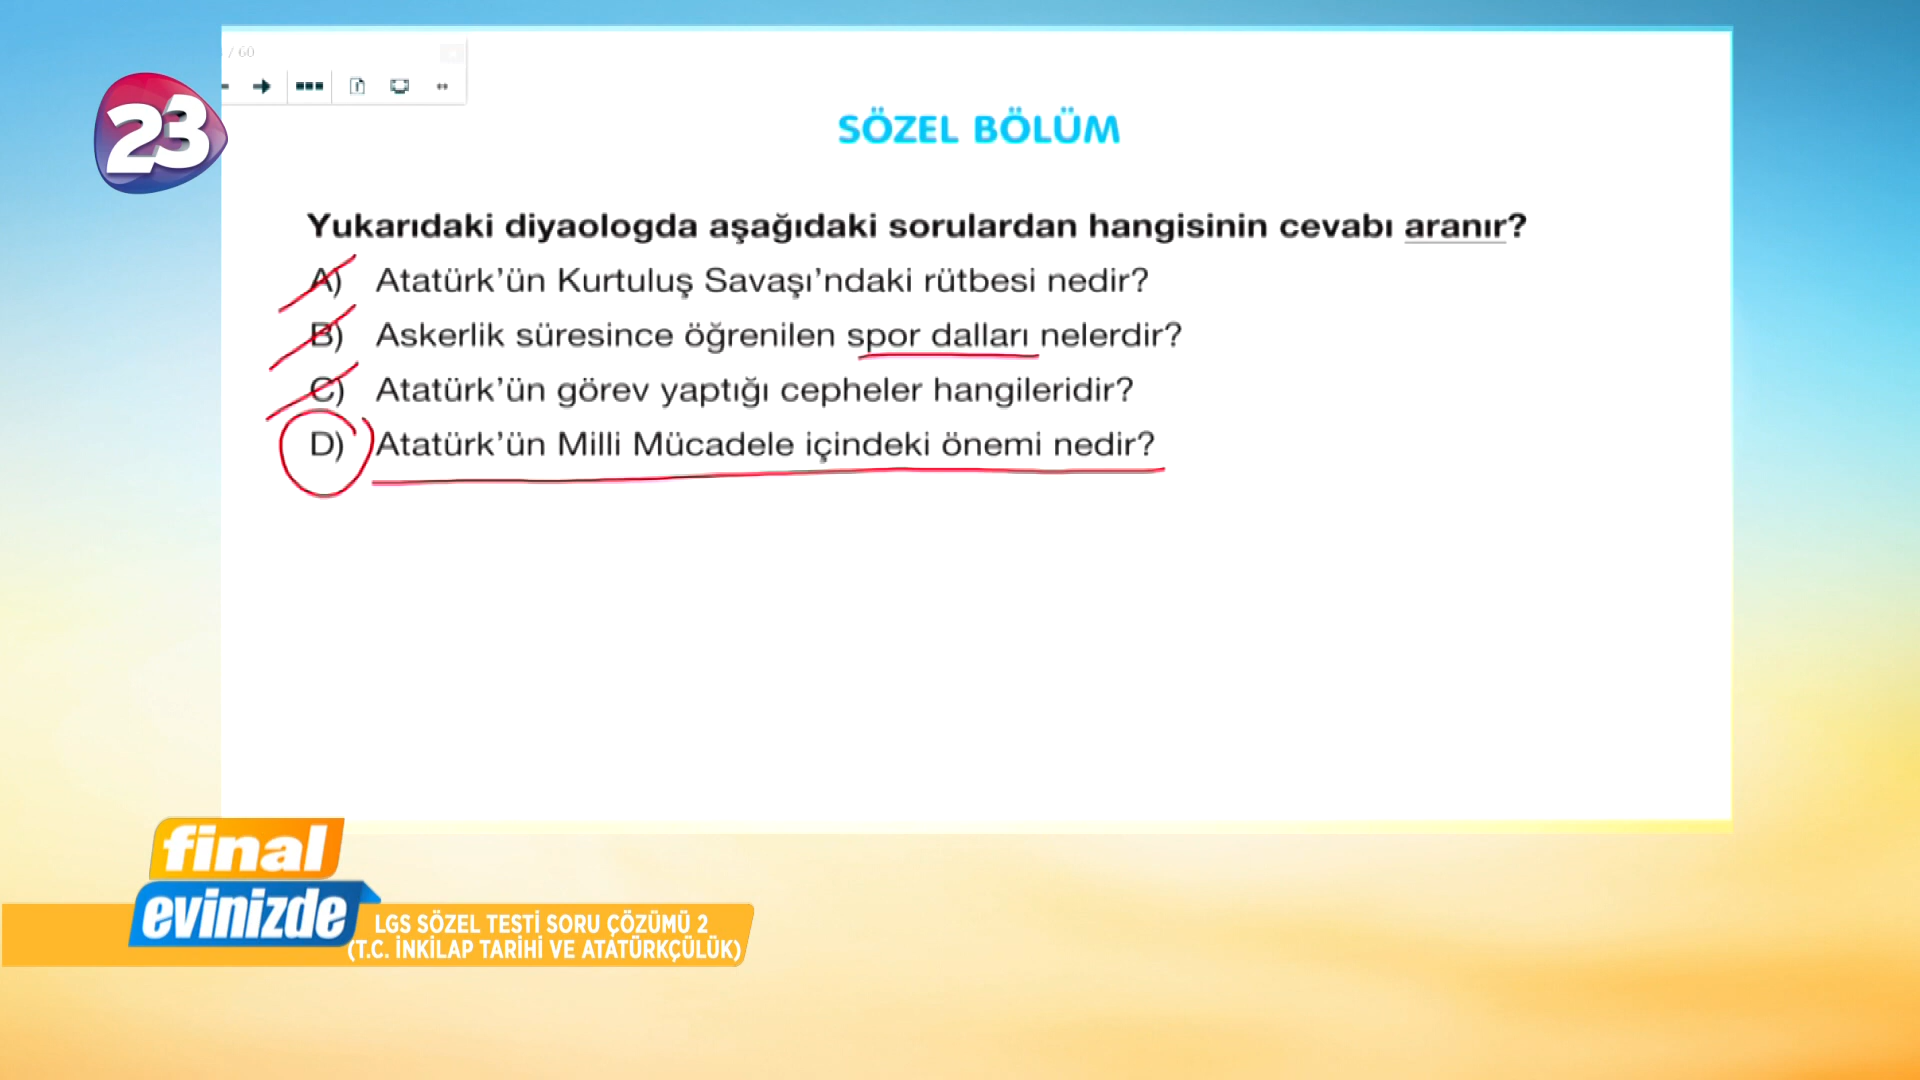 / 60
23
SÖZEL BÖLÜM
Yukarıdaki diyaologda aşağıdaki sorulardan hangisinin cevabı aranır?
A) Atatürk'ün Kurtuluş Savaşı'ndaki rütbesi nedir?
B) Askerlik süresince öğrenilen spor dalları nelerdir?
C) Atatürk'ün görev yaptığı cepheler hangileridir?
D) Atatürk'ün Milli Mücadele içindeki önemi nedir?
final
evinizde
LGS SÖZEL TESTİ SORU ÇÖZÜMÜ 2
(T.C. İNKİLAP TARİHİ VE ATATÜRKÇÜLÜK)